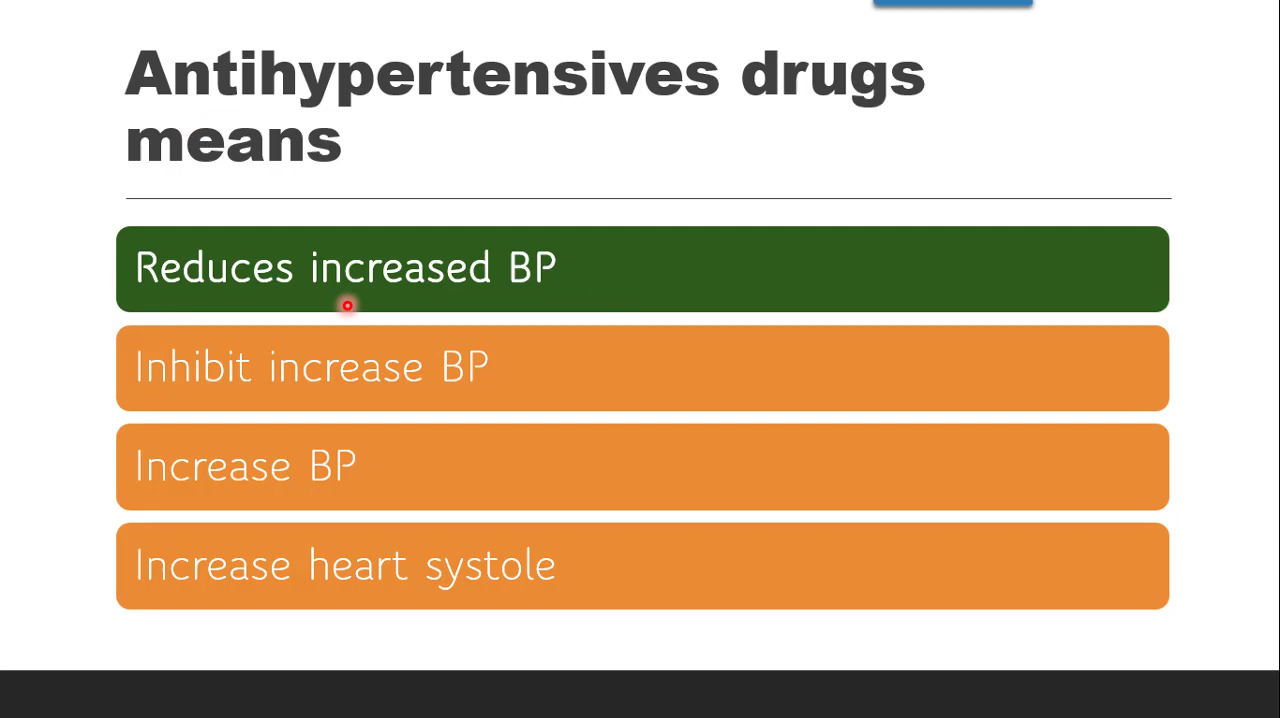 Antihypertensives drugs
means
Reduces increased BP
Inhibit increase BP
Increase BP
Increase heart systole